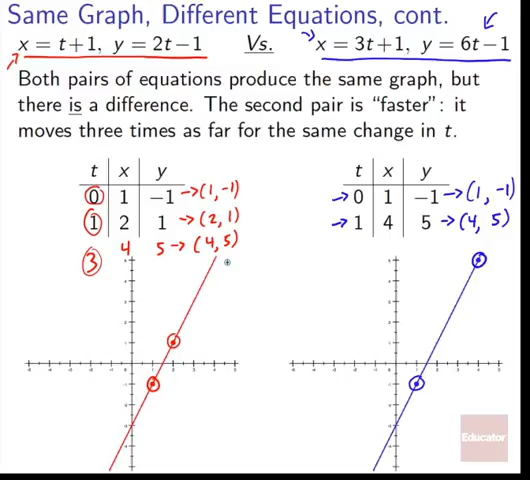 Same Graph, Different Equations, cont.
x = t+1, y = 2t−1 Vs. x = 3t+1, y = 6t−1
Both pairs of equations produce the same graph, but
there is a difference. The second pair is “faster”: it
moves three times as far for the same change in t.
t x y
0 1 −1 → (1, -1)
1 2 1 → (2, 1)
3 4 5 → (4, 5)
t x y
→ 0 1 −1 → (1, -1)
→ 1 4 5 → (4, 5)
Educator